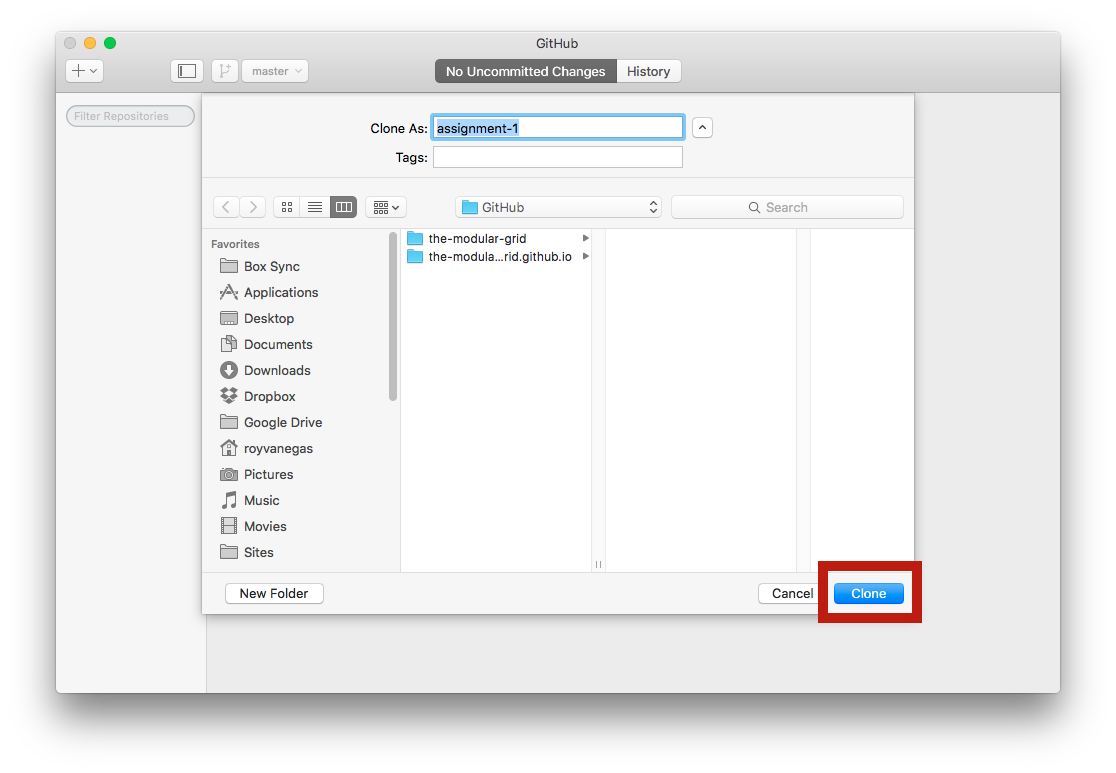 GitHub
master
No Uncommitted Changes
History
Filter Repositories
Clone As:
assignment-1
Tags:
GitHub
Search
Favorites
Box Sync
Applications
Desktop
Documents
Downloads
Dropbox
Google Drive
royvanegas
Pictures
Music
Movies
Sites
the-modular-grid
the-modula...rid.github.io
New Folder
Cancel
Clone